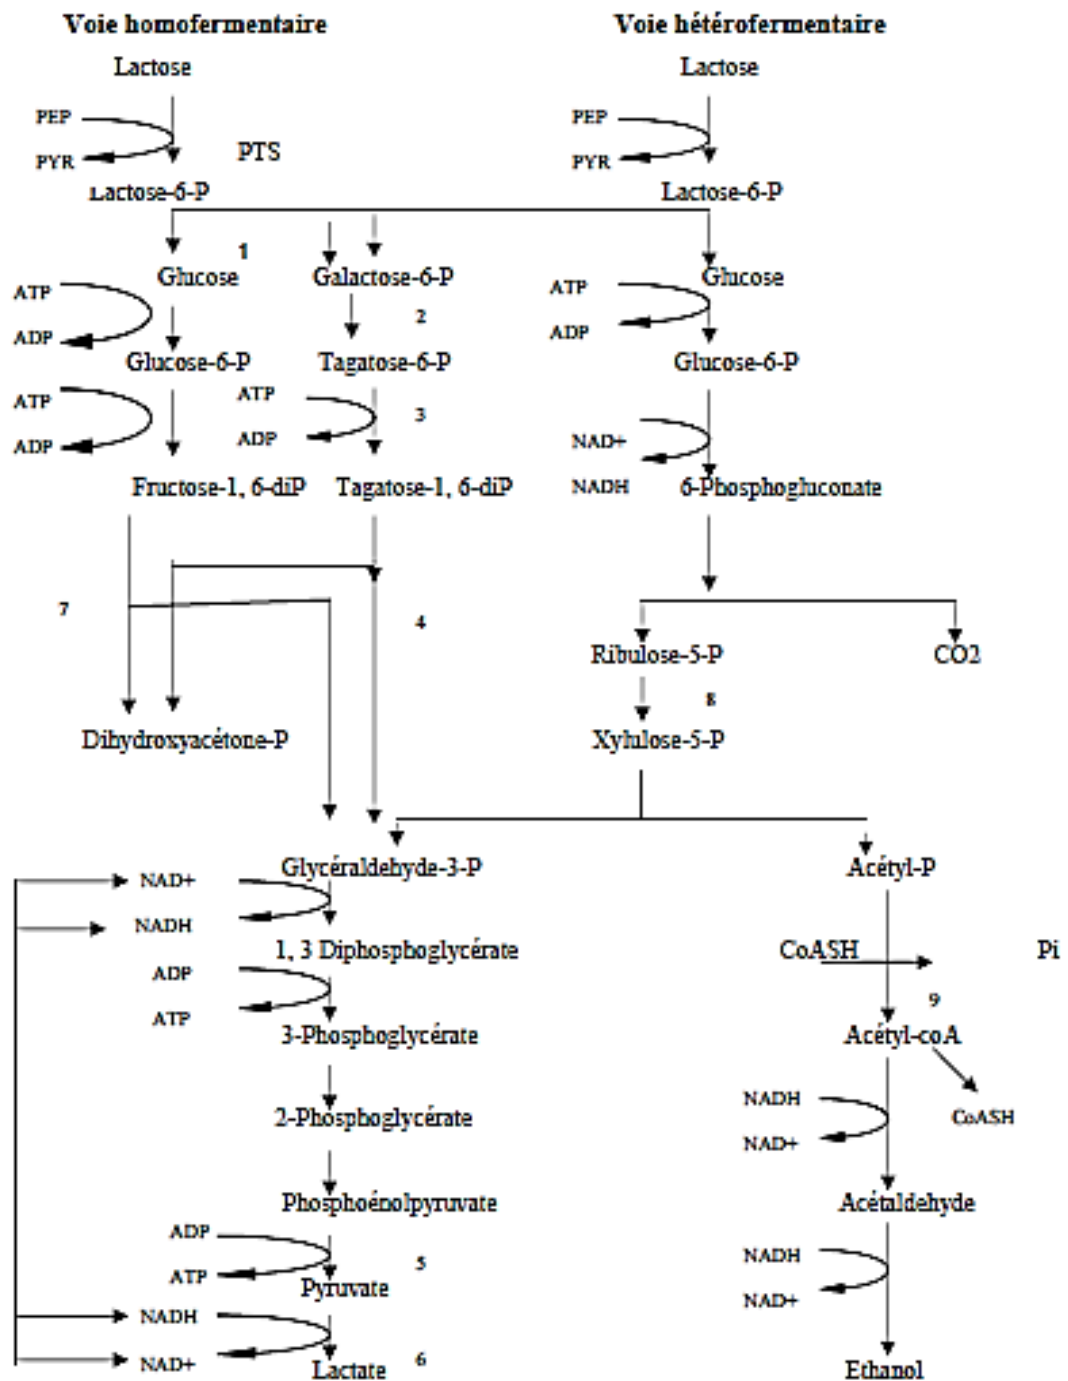 Voie homofermentaire
Voie hétérofermentaire
Lactose
Lactose
PEP
PEP
PTS
PYR
PYR
Lactose-6-P
Lactose-6-P
1
Glucose
Galactose-6-P
Glucose
ATP
ATP
2
ADP
ADP
Glucose-6-P
Tagatose-6-P
Glucose-6-P
ATP
ATP
3
ADP
ADP
NAD+
Fructose-1, 6-diP
Tagatose-1, 6-diP
NADH
6-Phosphogluconate
7
4
Ribulose-5-P
CO2
8
Dihydroxyacétone-P
Xylulose-5-P
Glycéraldehyde-3-P
Acétyl-P
NAD+
NADH
1, 3 Diphosphoglycérate
CoASH
Pi
ADP
9
ATP
3-Phosphoglycérate
Acétyl-coA
NADH
2-Phosphoglycérate
CoASH
NAD+
Phosphoénolpyruvate
Acétaldehyde
ADP
NADH
5
ATP
Pyruvate
NADH
NAD+
NAD+
Lactate
6
Ethanol